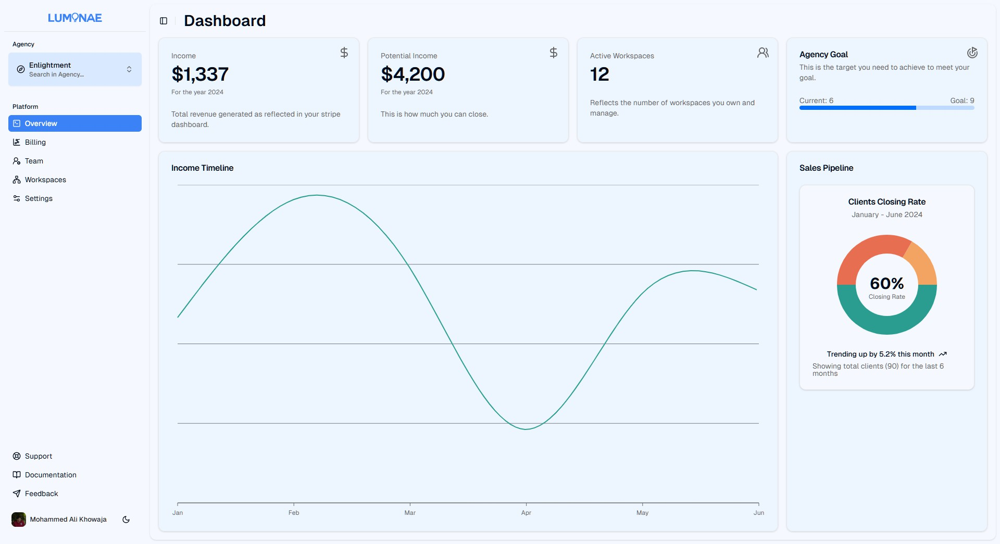 LUMONAE
Agency
Enlightment
Search in Agency...
Platform
Overview
Billing
Team
Workspaces
Settings
Support
Documentation
Feedback
Mohammed Ali Khowaja
Dashboard
Income
$1,337
For the year 2024
Total revenue generated as reflected in your stripe
dashboard.
Potential Income
$4,200
For the year 2024
This is how much you can close.
Active Workspaces
12
Reflects the number of workspaces you own and
manage.
Agency Goal
This is the target you need to achieve to meet your
goal.
Current: 6 Goal: 9
Income Timeline
Jan Feb Mar Apr May Jun
Sales Pipeline
Clients Closing Rate
January - June 2024
60%
Closing Rate
Trending up by 5.2% this month
Showing total clients (90) for the last 6
months